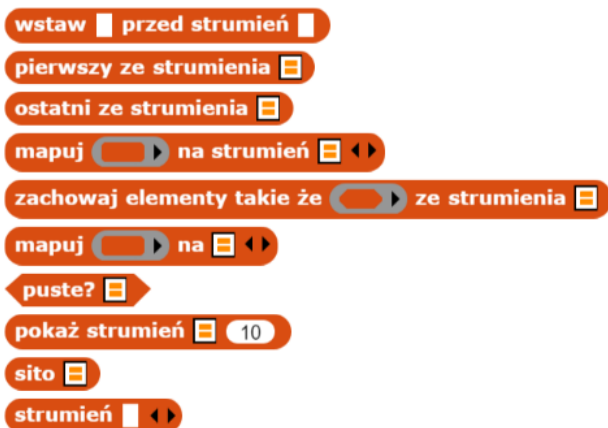 wstaw przed strumień
pierwszy ze strumienia
ostatni ze strumienia
mapuj na strumień
zachowaj elementy takie że ze strumienia
mapuj na
puste?
pokaż strumień 10
sito
strumień